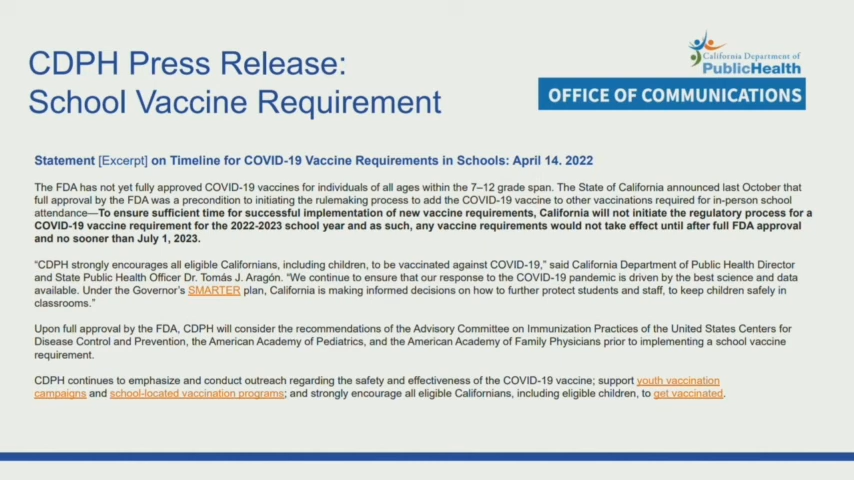 CDPH Press Release:
School Vaccine Requirement
California Department of
PublicHealth
OFFICE OF COMMUNICATIONS
Statement [Excerpt] on Timeline for COVID-19 Vaccine Requirements in Schools: April 14. 2022
The FDA has not yet fully approved COVID-19 vaccines for individuals of all ages within the 7–12 grade span. The State of California announced last October that
full approval by the FDA was a precondition to initiating the rulemaking process to add the COVID-19 vaccine to other vaccinations required for in-person school
attendance—To ensure sufficient time for successful implementation of new vaccine requirements, California will not initiate the regulatory process for a
COVID-19 vaccine requirement for the 2022-2023 school year and as such, any vaccine requirements would not take effect until after full FDA approval
and no sooner than July 1, 2023.
“CDPH strongly encourages all eligible Californians, including children, to be vaccinated against COVID-19,” said California Department of Public Health Director
and State Public Health Officer Dr. Tomás J. Aragón. “We continue to ensure that our response to the COVID-19 pandemic is driven by the best science and data
available. Under the Governor’s SMARTER plan, California is making informed decisions on how to further protect students and staff, to keep children safely in
classrooms.”
Upon full approval by the FDA, CDPH will consider the recommendations of the Advisory Committee on Immunization Practices of the United States Centers for
Disease Control and Prevention, the American Academy of Pediatrics, and the American Academy of Family Physicians prior to implementing a school vaccine
requirement.
CDPH continues to emphasize and conduct outreach regarding the safety and effectiveness of the COVID-19 vaccine; support youth vaccination
campaigns and school-located vaccination programs; and strongly encourage all eligible Californians, including eligible children, to get vaccinated.